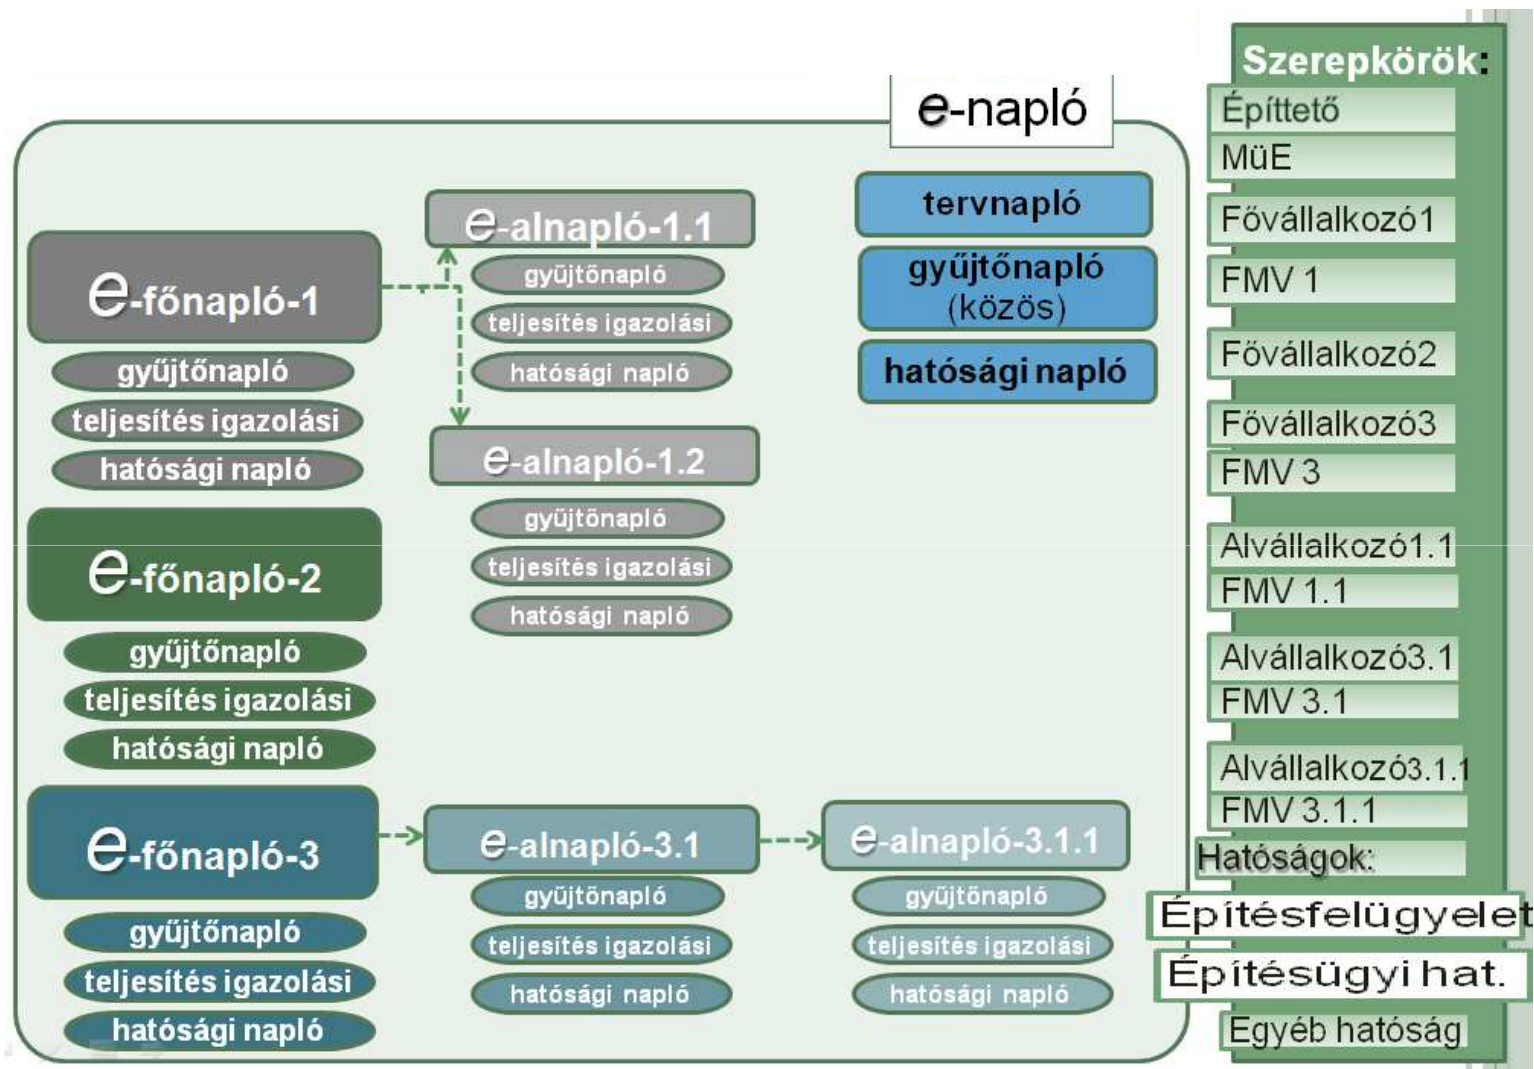 e-napló
e-főnapló-1
gyűjtőnapló
teljesítés igazolási
hatósági napló
e-alnapló-1.1
gyűjtőnapló
teljesítés igazolási
hatósági napló
e-alnapló-1.2
gyűjtőnapló
teljesítés igazolási
hatósági napló
tervnapló
gyűjtőnapló
(közös)
hatósági napló
e-főnapló-2
gyűjtőnapló
teljesítés igazolási
hatósági napló
e-főnapló-3
gyűjtőnapló
teljesítés igazolási
hatósági napló
e-alnapló-3.1
gyűjtőnapló
teljesítés igazolási
hatósági napló
e-alnapló-3.1.1
gyűjtőnapló
teljesítés igazolási
hatósági napló
Szerepkörök:
Építtető
MüE
Fővállalkozó1
FMV 1
Fővállalkozó2
Fővállalkozó3
FMV 3
Alvállalkozó1.1
FMV 1.1
Alvállalkozó3.1
FMV 3.1
Alvállalkozó3.1.1
FMV 3.1.1
Hatóságok:
Építésfelügyelet
Építésügyi hat.
Egyéb hatóság